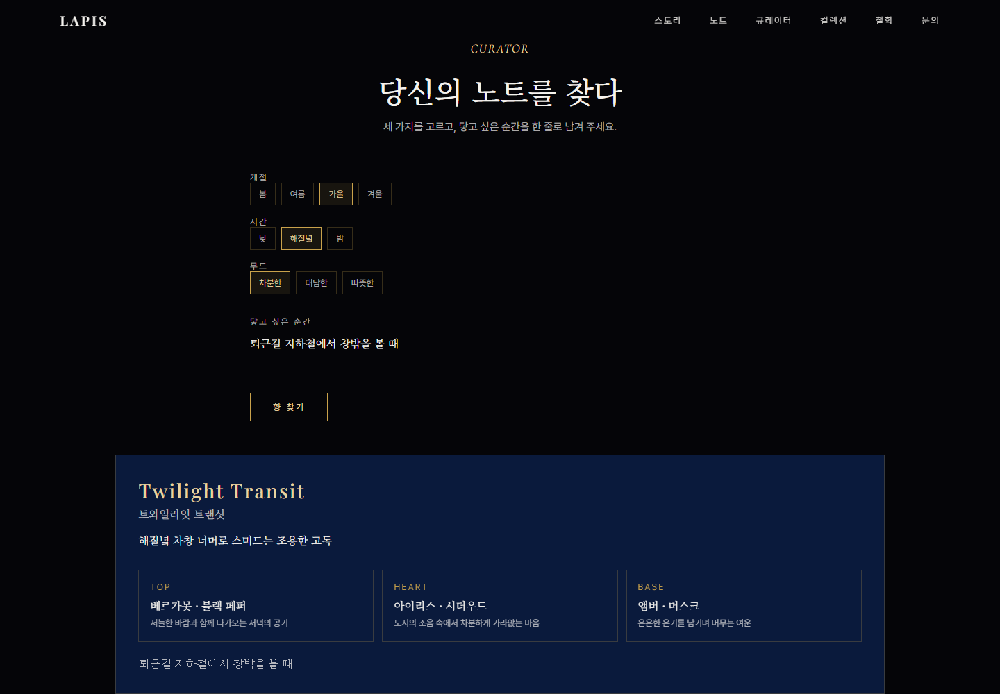 LAPIS
스토리 노트 큐레이터 컬렉션 철학 문의
CURATOR
당신의 노트를 찾다
세 가지를 고르고, 닿고 싶은 순간을 한 줄로 남겨 주세요.
계절
봄 여름 가을 겨울
시간
낮 해질녘 밤
무드
차분한 대담한 따뜻한
닿고 싶은 순간
퇴근길 지하철에서 창밖을 볼 때
향 찾기
Twilight Transit
트와일라잇 트랜싯
해질녘 차창 너머로 스며드는 조용한 고독
TOP
베르가못 · 블랙 페퍼
서늘한 바람과 함께 다가오는 저녁의 공기
HEART
아이리스 · 시더우드
도시의 소음 속에서 차분하게 가라앉는 마음
BASE
앰버 · 머스크
은은한 온기를 남기며 머무는 여운
퇴근길 지하철에서 창밖을 볼 때